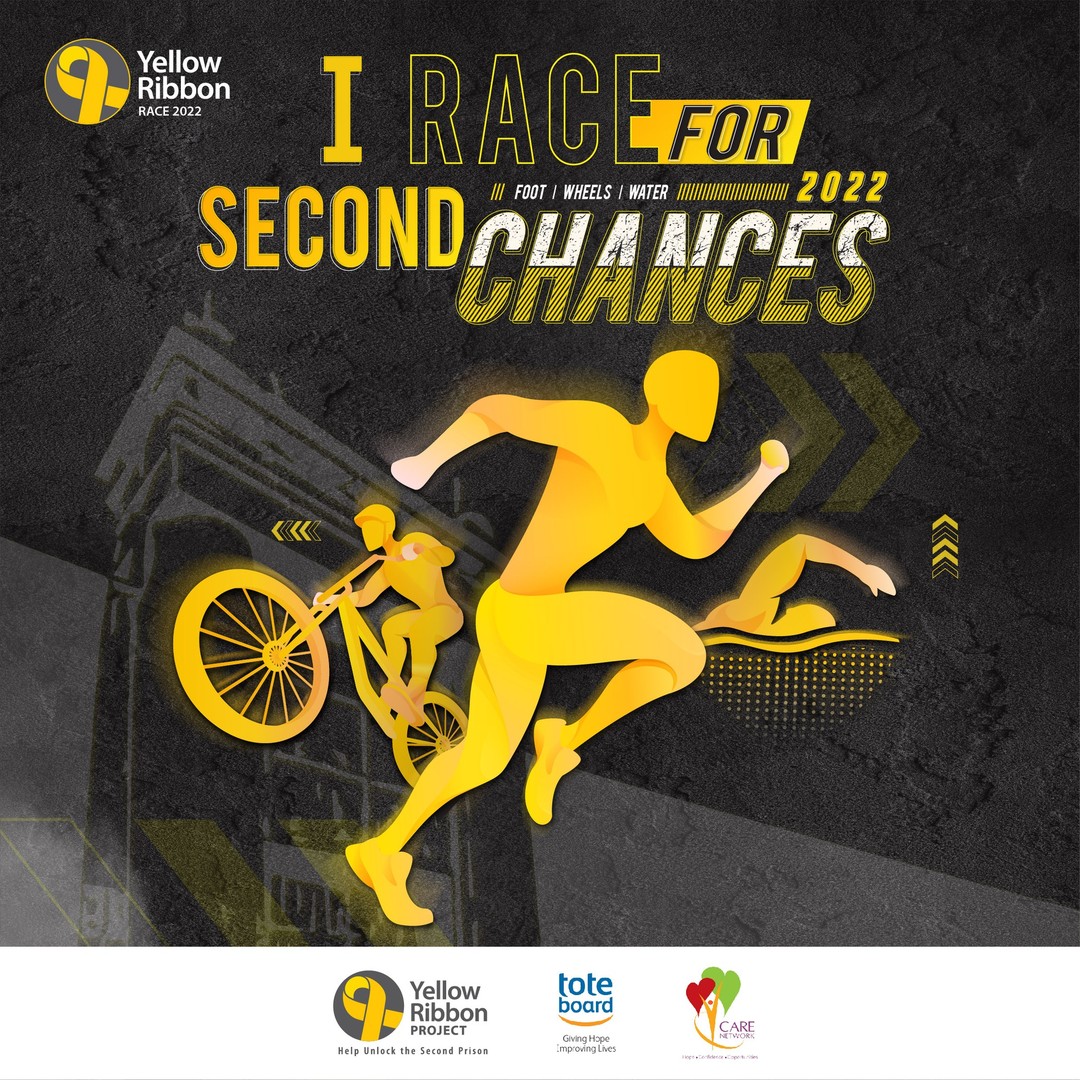 Yellow
Ribbon
RACE 2022
I RACE FOR
FOOT | WHEELS | WATER
2022
SECOND
CHANCES
Yellow
Ribbon
PROJECT
Help Unlock the Second Prison
tote
board
Giving Hope
Improving Lives
CARE
NETWORK